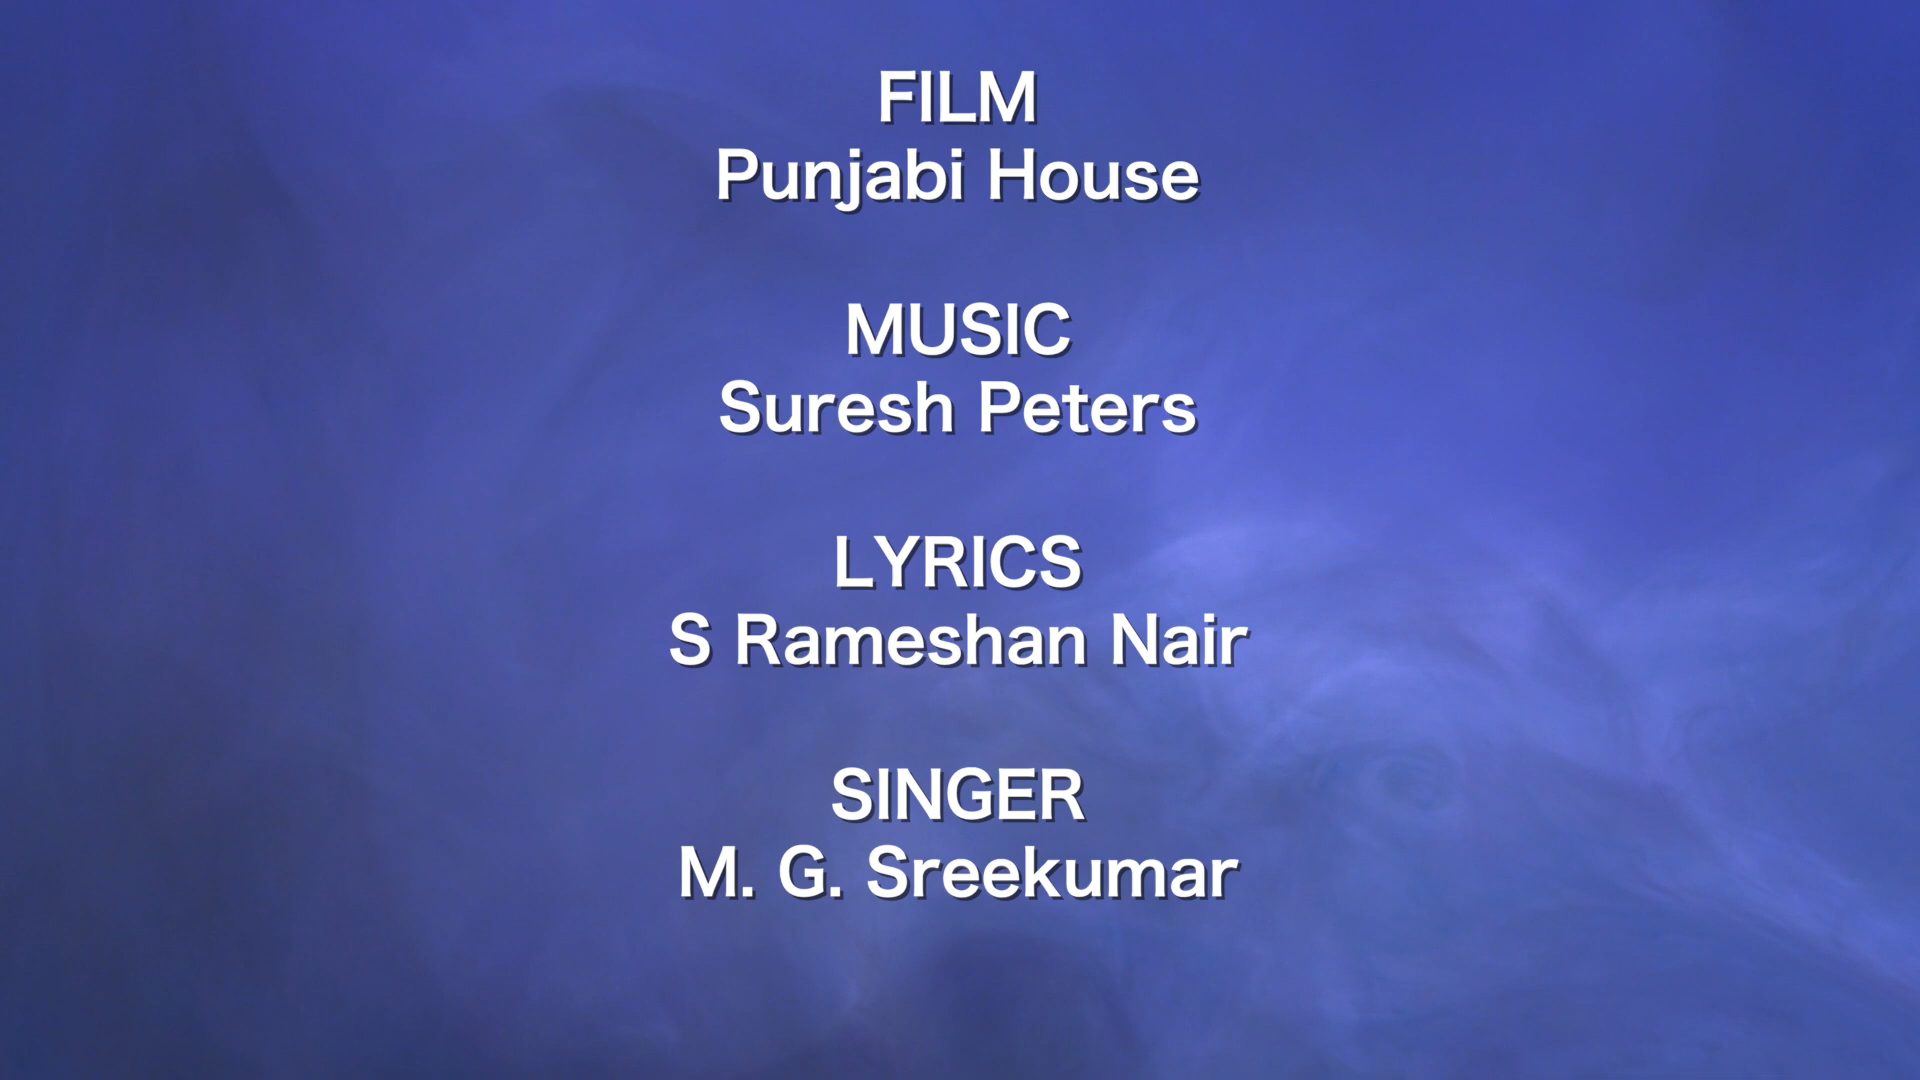 FILM
Punjabi House
MUSIC
Suresh Peters
LYRICS
S Rameshan Nair
SINGER
M. G. Sreekumar